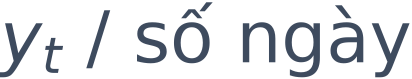 yₜ / số ngày